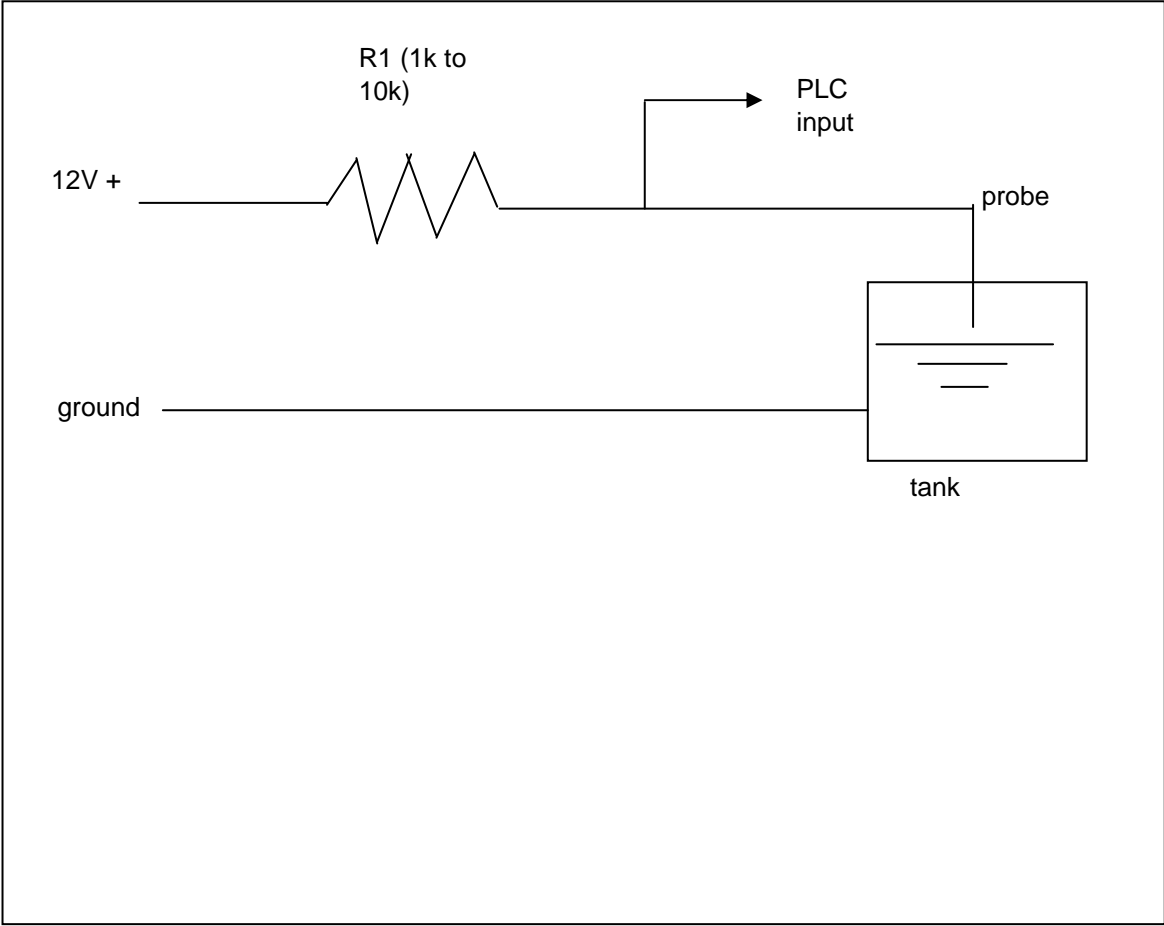 R1 (1k to
10k)
PLC
input
12V +
probe
ground
tank